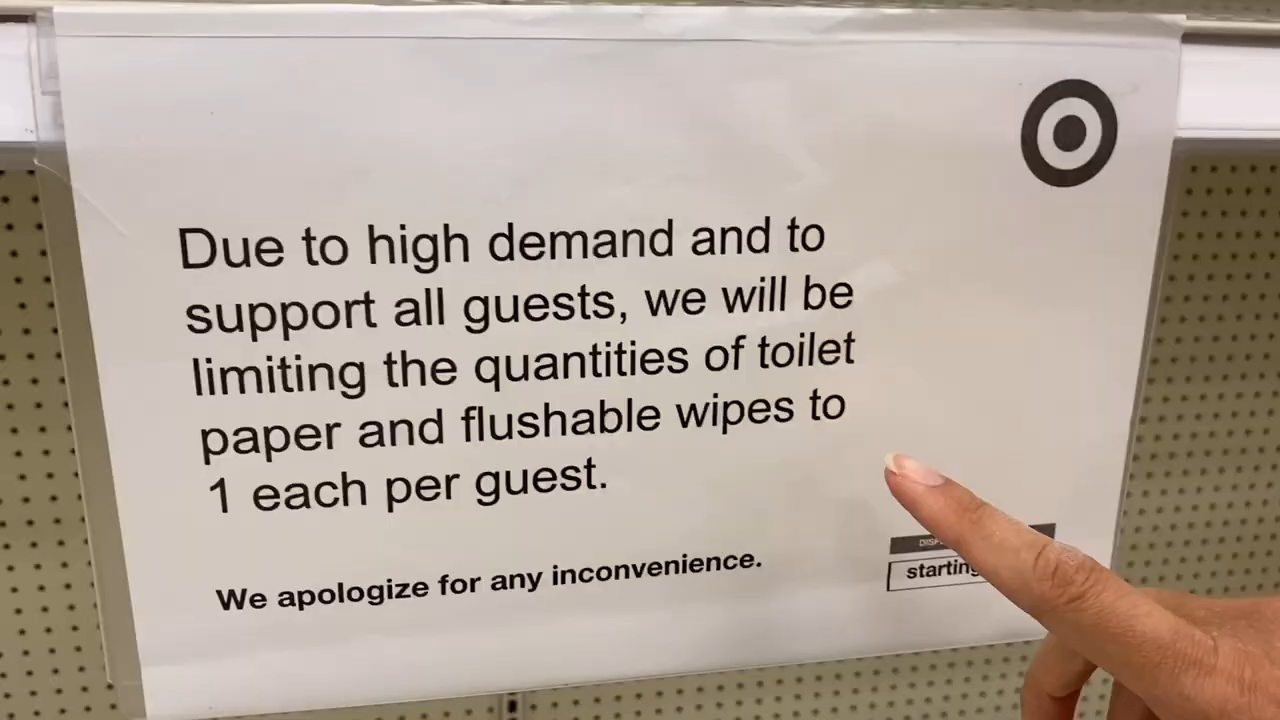 Due to high demand and to
support all guests, we will be
limiting the quantities of toilet
paper and flushable wipes to
1 each per guest.
We apologize for any inconvenience.
starting